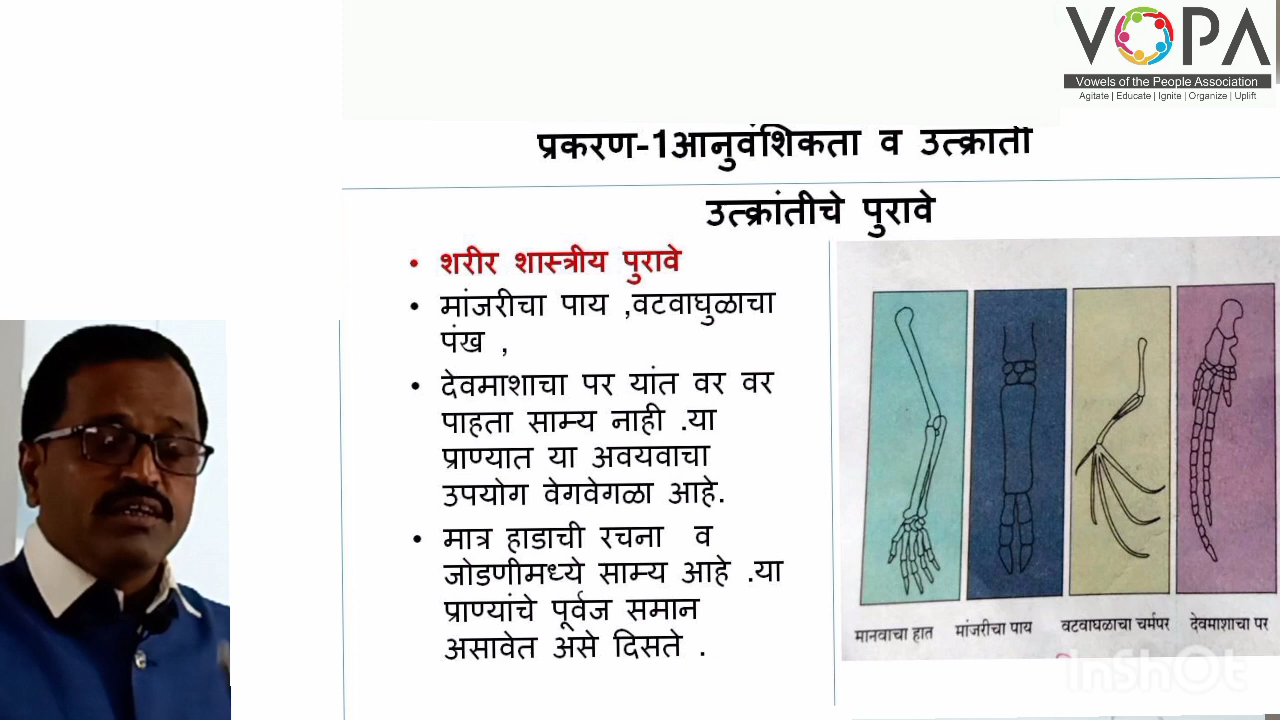 VOPA
Vowels of the People Association
Agitate | Educate | Ignite | Organize | Uplift
प्रकरण-1आनुवंशिकता व उत्क्रांती
उत्क्रांतीचे पुरावे
• शरीर शास्त्रीय पुरावे
• मांजरीचा पाय ,वटवाघुळाचा
पंख ,
• देवमाशाचा पर यांत वर वर
पाहता साम्य नाही .या
प्राण्यात या अवयवाचा
उपयोग वेगवेगळा आहे.
• मात्र हाडाची रचना व
जोडणीमध्ये साम्य आहे .या
प्राण्यांचे पूर्वज समान
असावेत असे दिसते .
मानवाचा हात मांजरीचा पाय वटवाघळाचा चर्मपर देवमाशाचा पर
InShOt